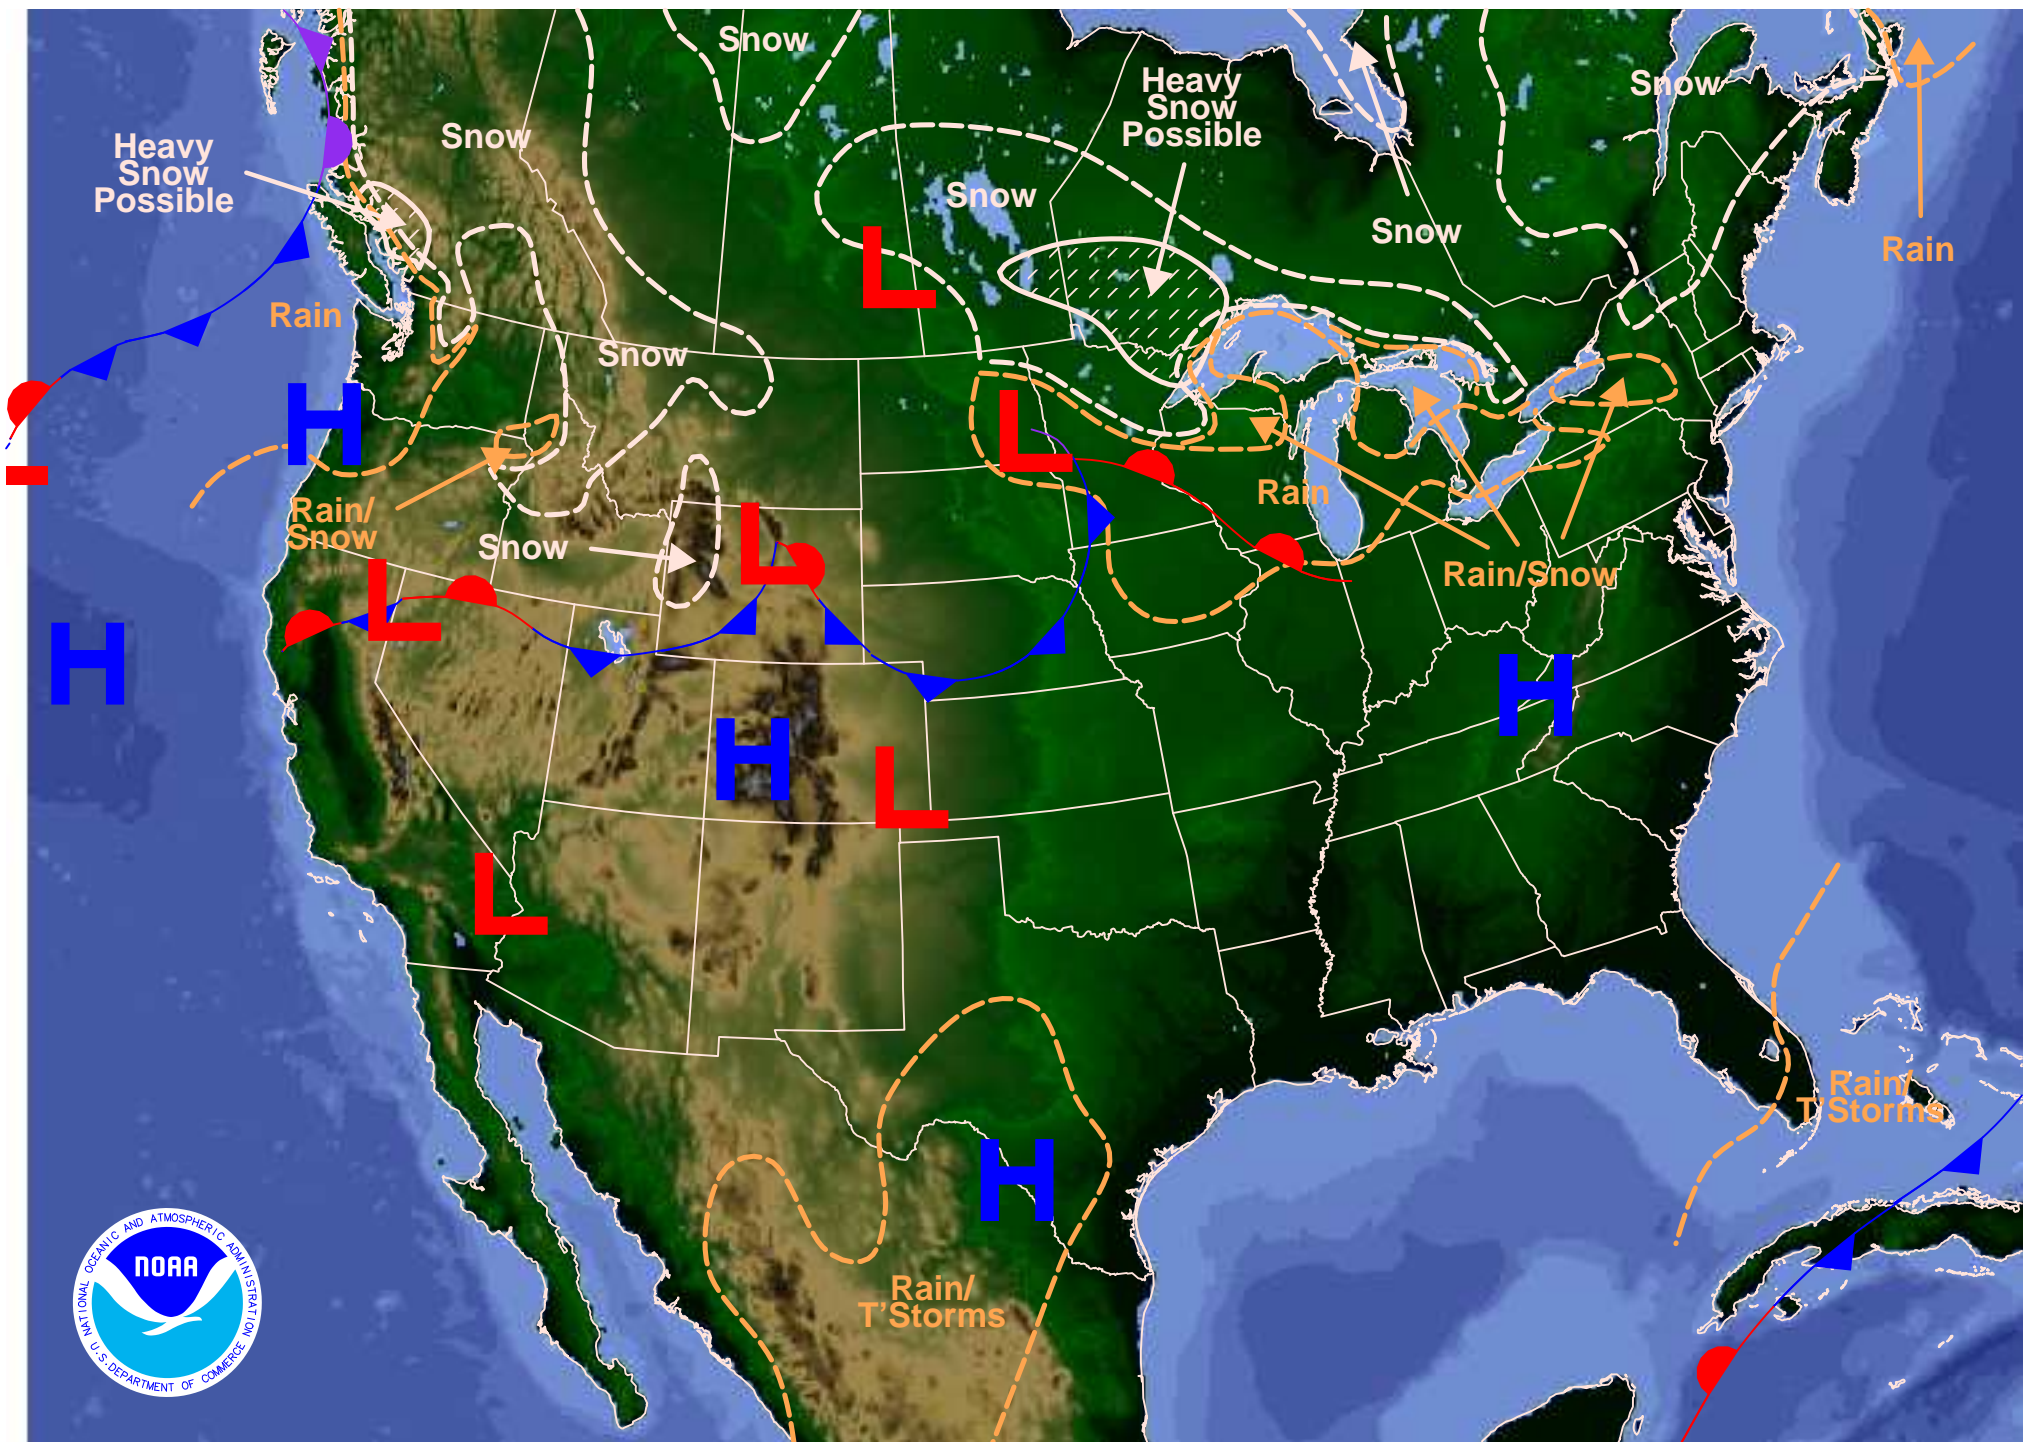 Snow
Heavy
Snow
Possible
Snow
Snow
Heavy
Snow
Possible
Snow
Snow
Rain
Rain
L
Snow
H
L
Rain
Rain/
Snow
Snow
L
Rain/Snow
L
H
H
H
L
L
Rain/
T'Storms
H
Rain/
T'Storms
NATIONAL OCEANIC AND ATMOSPHERIC ADMINISTRATION
NOAA
U.S. DEPARTMENT OF COMMERCE